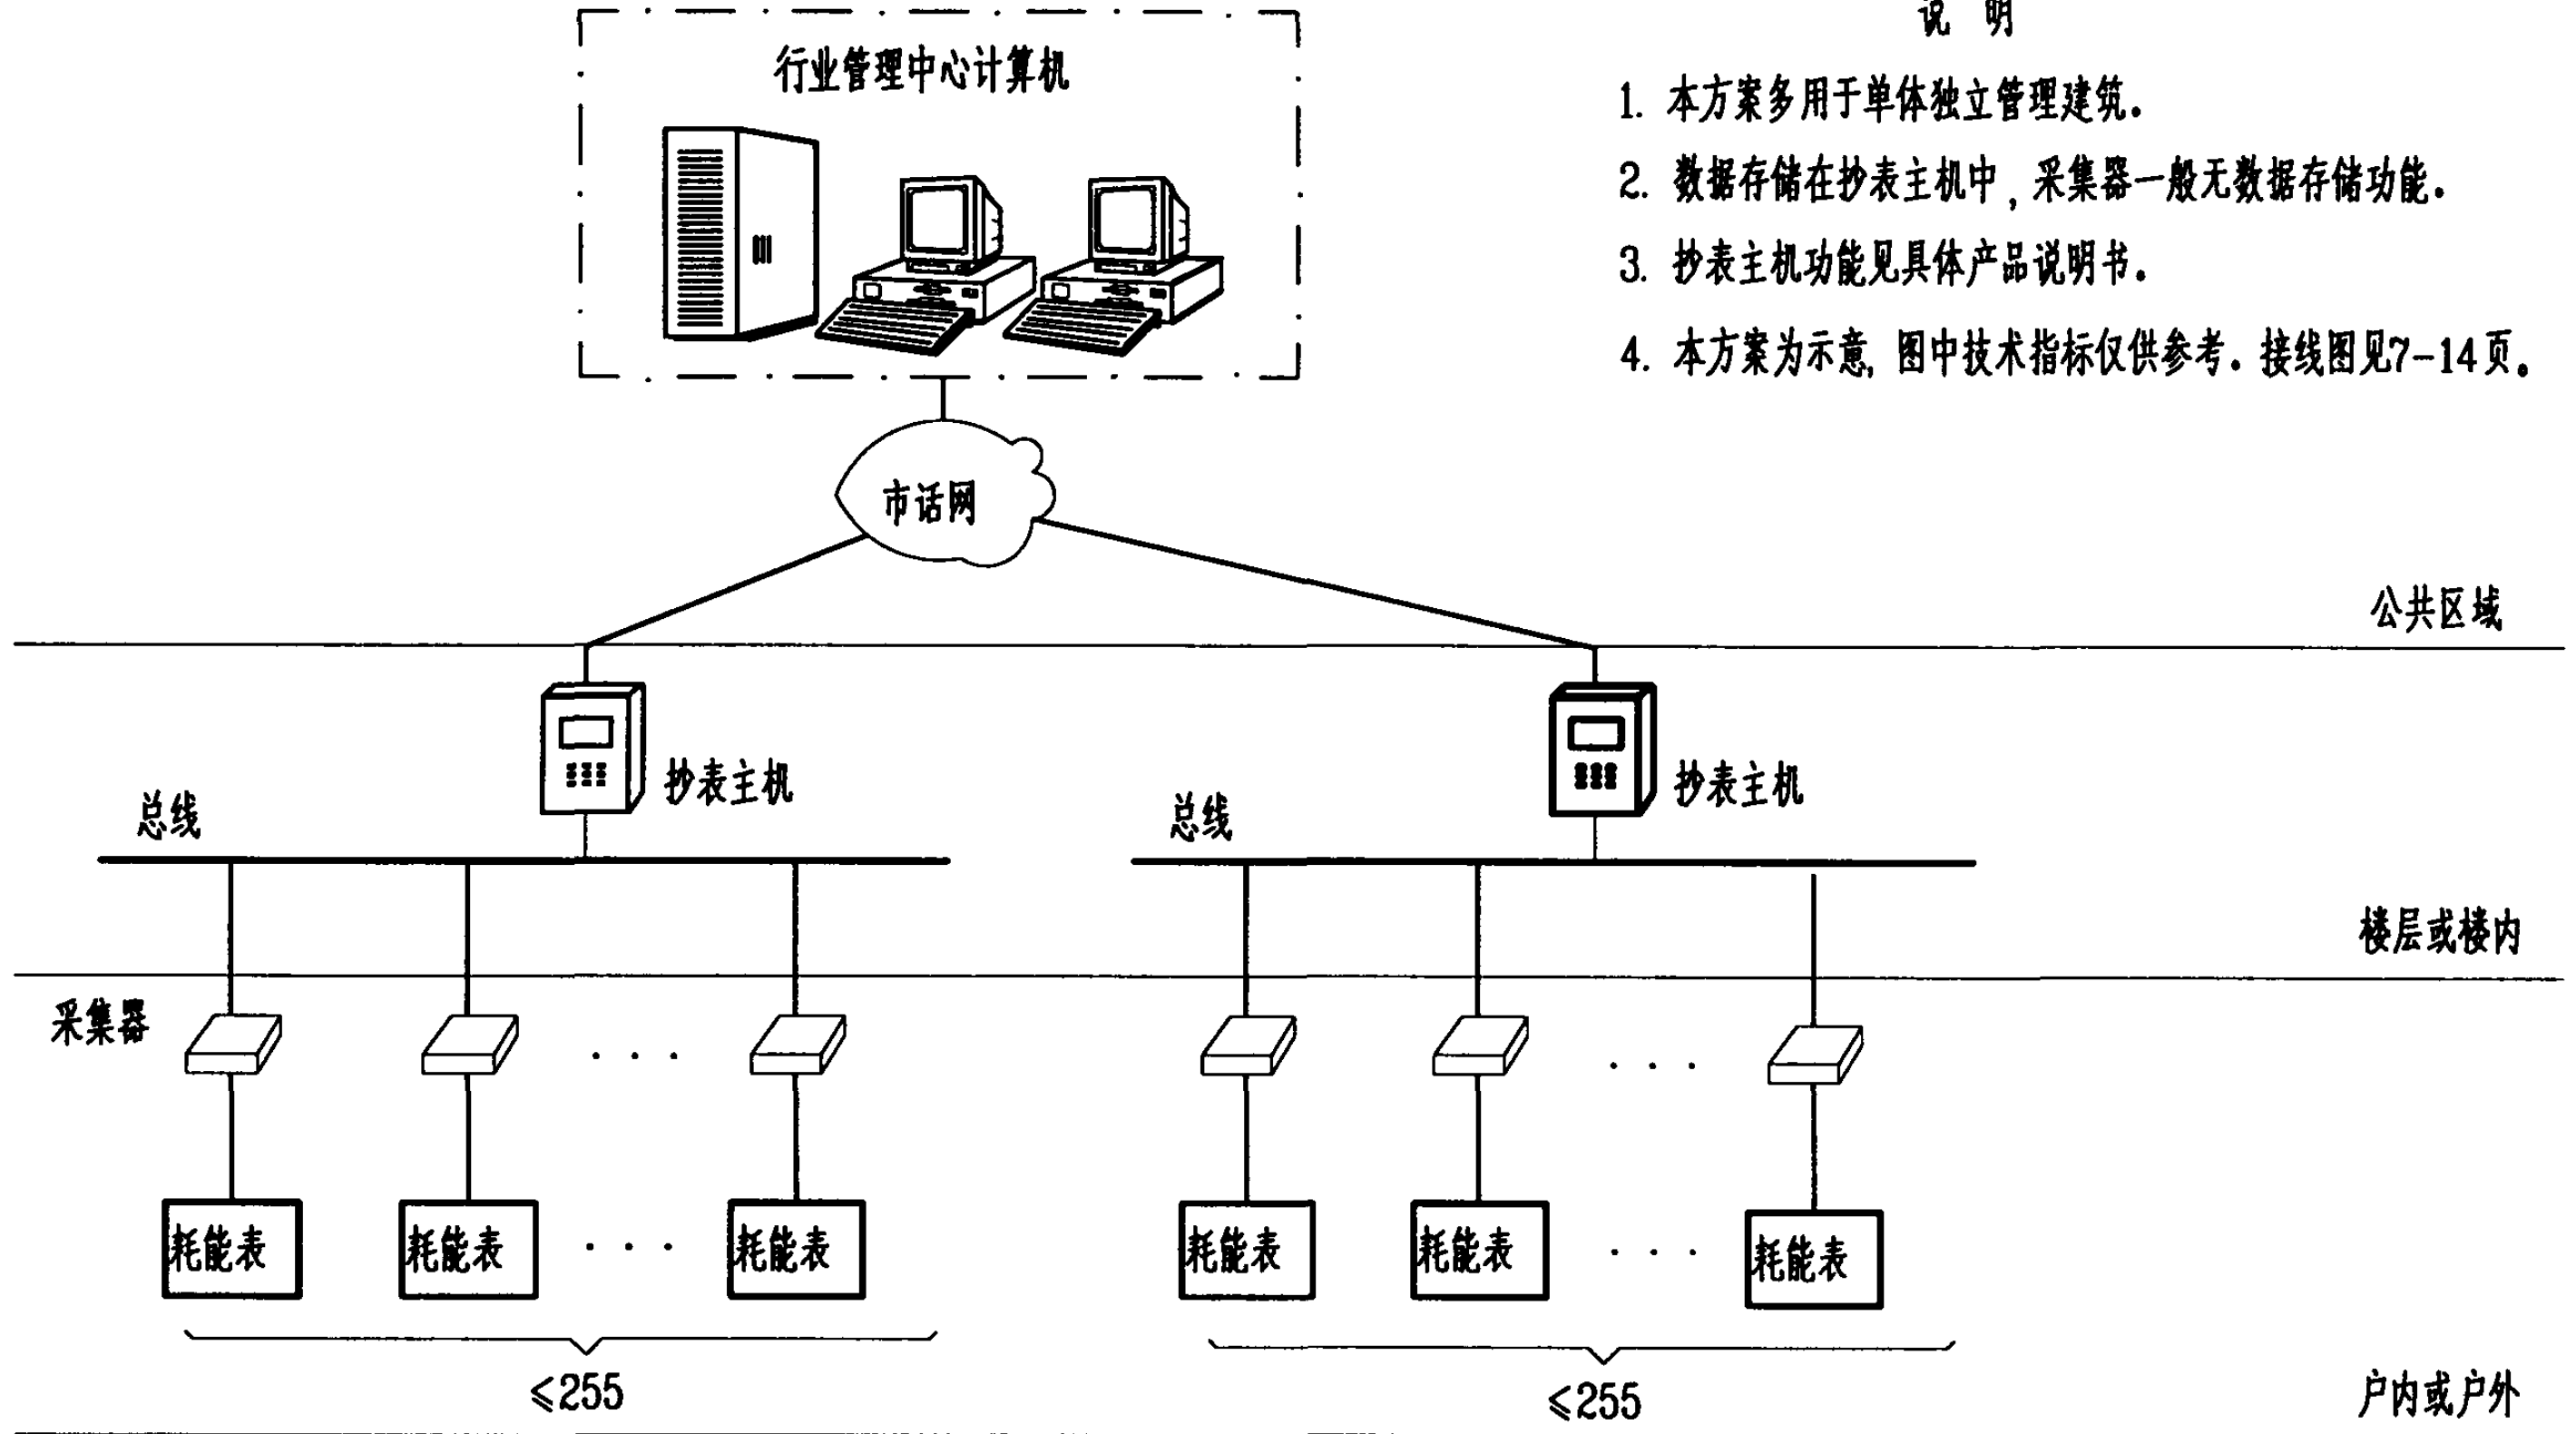 说 明
行业管理中心计算机
1. 本方案多用于单体独立管理建筑。
2. 数据存储在抄表主机中, 采集器一般无数据存储功能。
3. 抄表主机功能见具体产品说明书。
4. 本方案为示意, 图中技术指标仅供参考。接线图见7-14页。
市话网
公共区域
抄表主机
抄表主机
总线
总线
楼层或楼内
采集器
· · ·
· · ·
耗能表
耗能表
· · ·
耗能表
耗能表
耗能表
· · ·
耗能表
≤255
≤255
户内或户外